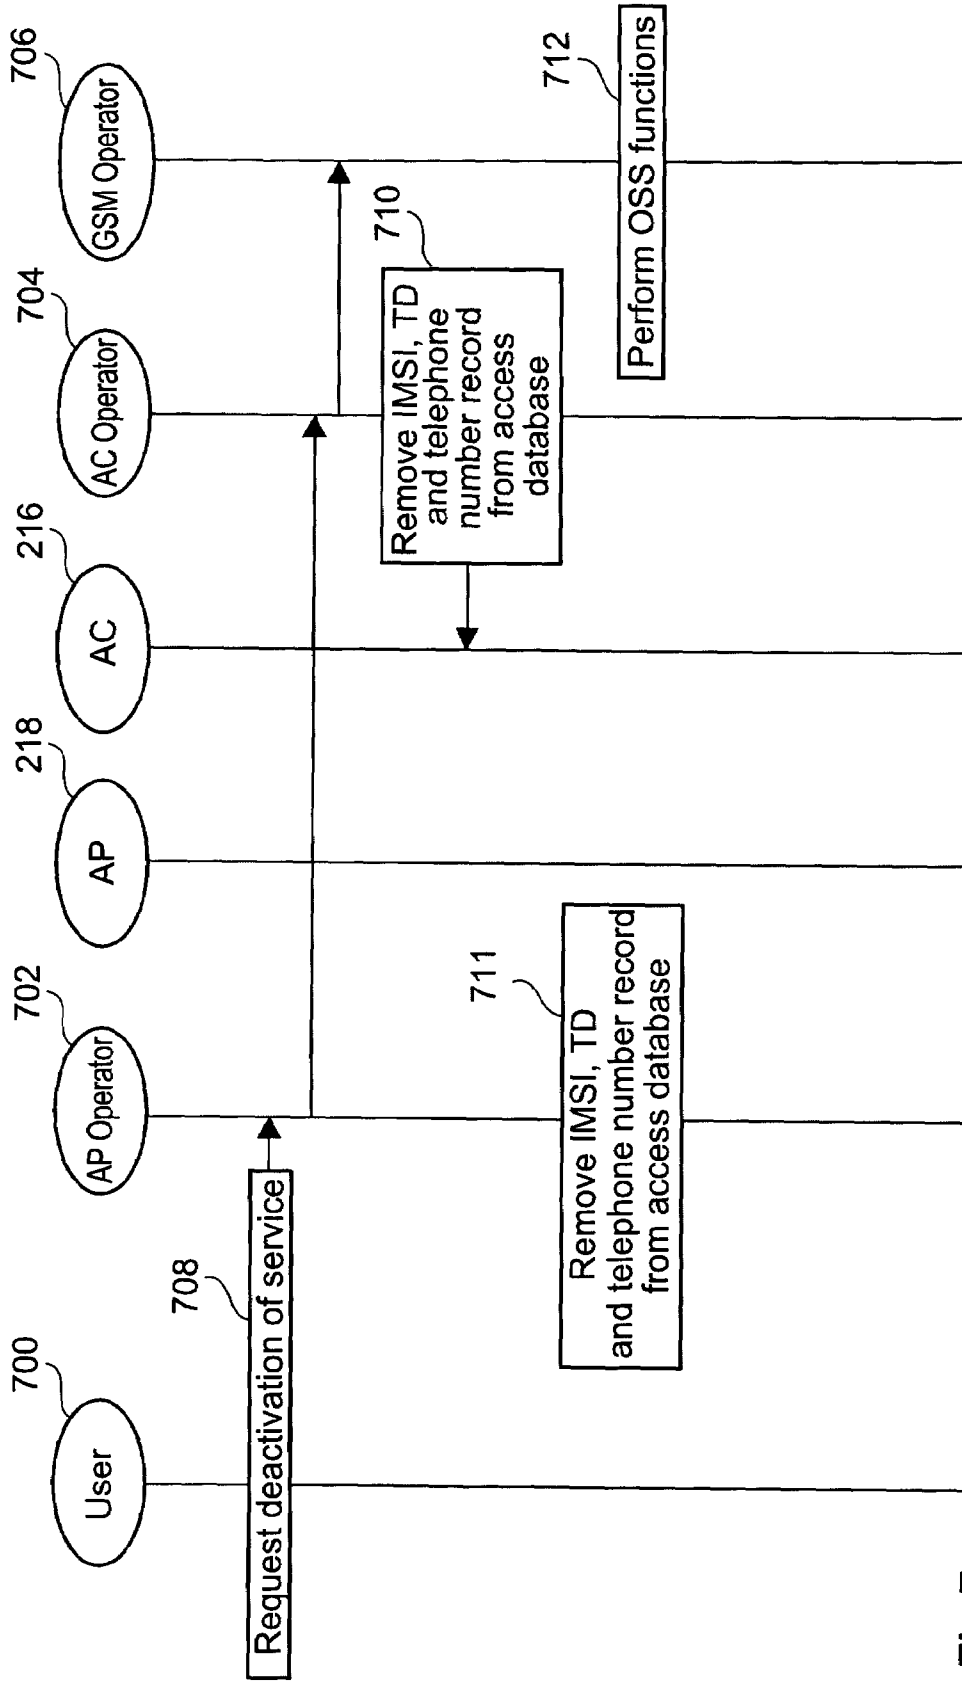 700
User
702
AP Operator
218
AP
216
AC
704
AC Operator
706
GSM Operator
708
Request deactivation of service
710
Remove IMSI, TD
and telephone
number record
from access
database
711
Remove IMSI, TD
and telephone number record
from access database
712
Perform OSS functions